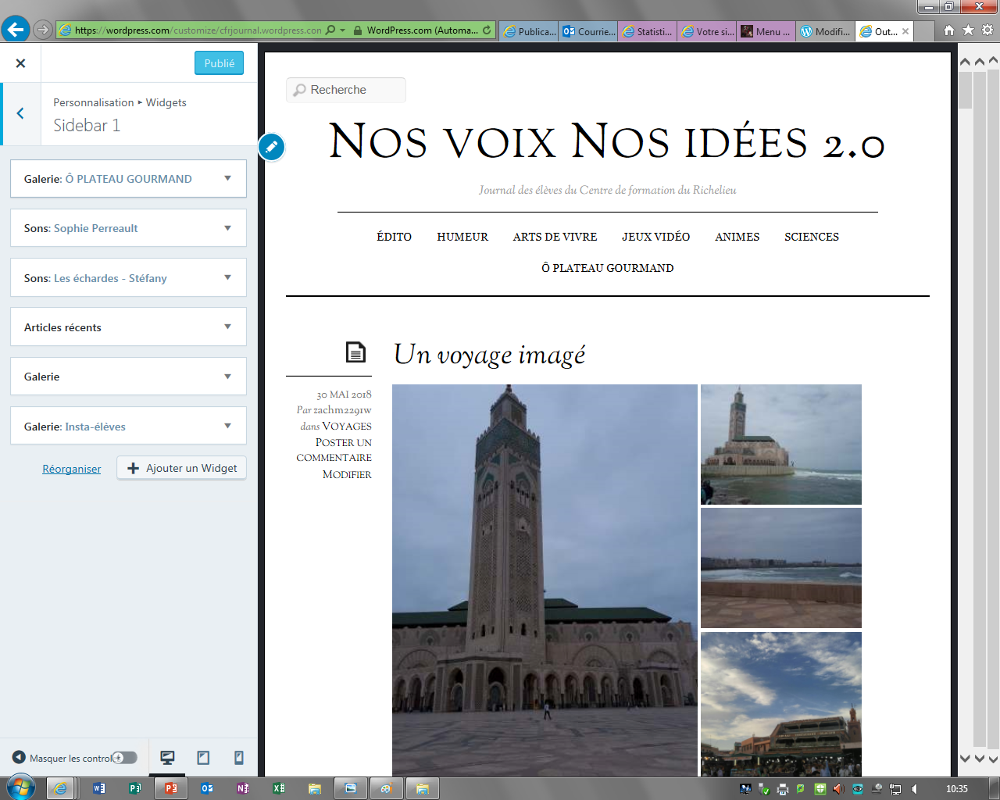 https://wordpress.com/customize/cfrjournal.wordpress.con
WordPress.com (Automa...
Publica...
Courrie...
Statisti...
Votre si...
Menu ...
Modifi...
Out...
Publié
Personnalisation ▸ Widgets
Sidebar 1
Galerie: Ô PLATEAU GOURMAND
Sons: Sophie Perreault
Sons: Les échardes - Stéfany
Articles récents
Galerie
Galerie: Insta-élèves
Réorganiser
Ajouter un Widget
Masquer les control
Recherche
Nos voix Nos idées 2.0
Journal des élèves du Centre de formation du Richelieu
ÉDITO HUMEUR ARTS DE VIVRE JEUX VIDÉO ANIMES SCIENCES
Ô PLATEAU GOURMAND
Un voyage imagé
30 MAI 2018
Par zachm2291w
dans Voyages
Poster un
commentaire
Modifier
10:35